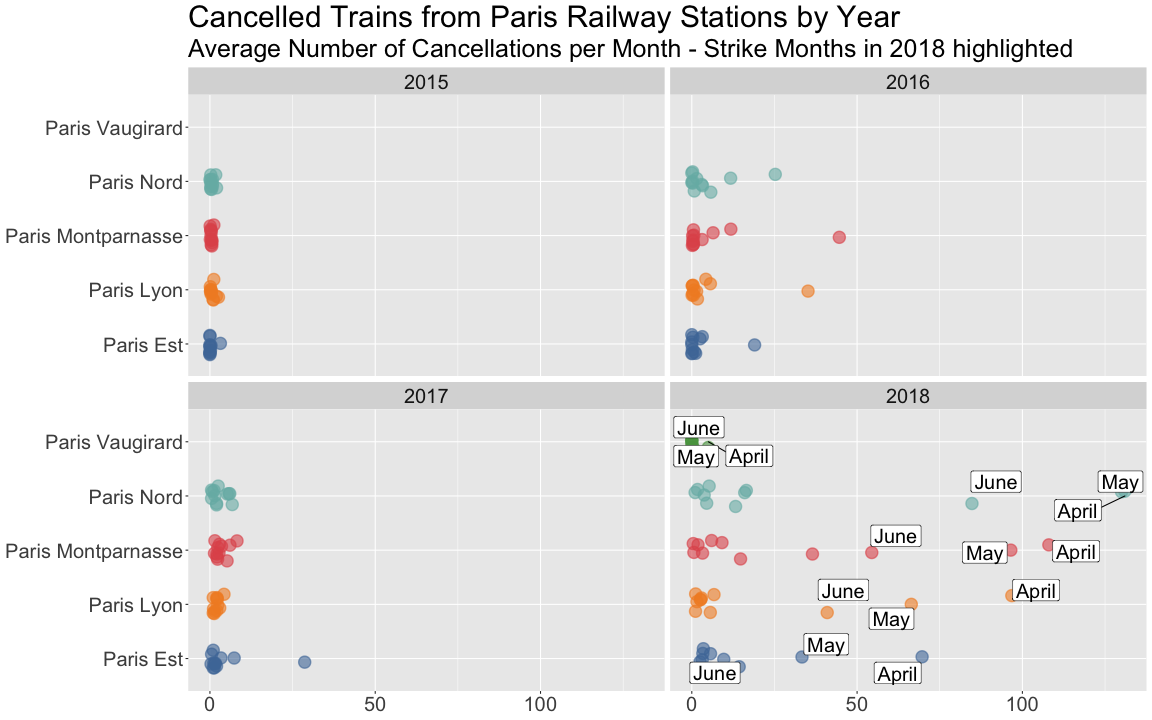 Cancelled Trains from Paris Railway Stations by Year
Average Number of Cancellations per Month - Strike Months in 2018 highlighted
2015
2016
Paris Vaugirard
Paris Nord
Paris Montparnasse
Paris Lyon
Paris Est
2017
2018
Paris Vaugirard
June
May
April
Paris Nord
June
May
April
Paris Montparnasse
June
May
April
Paris Lyon
June
May
April
Paris Est
May
June
April
0
50
100
0
50
100